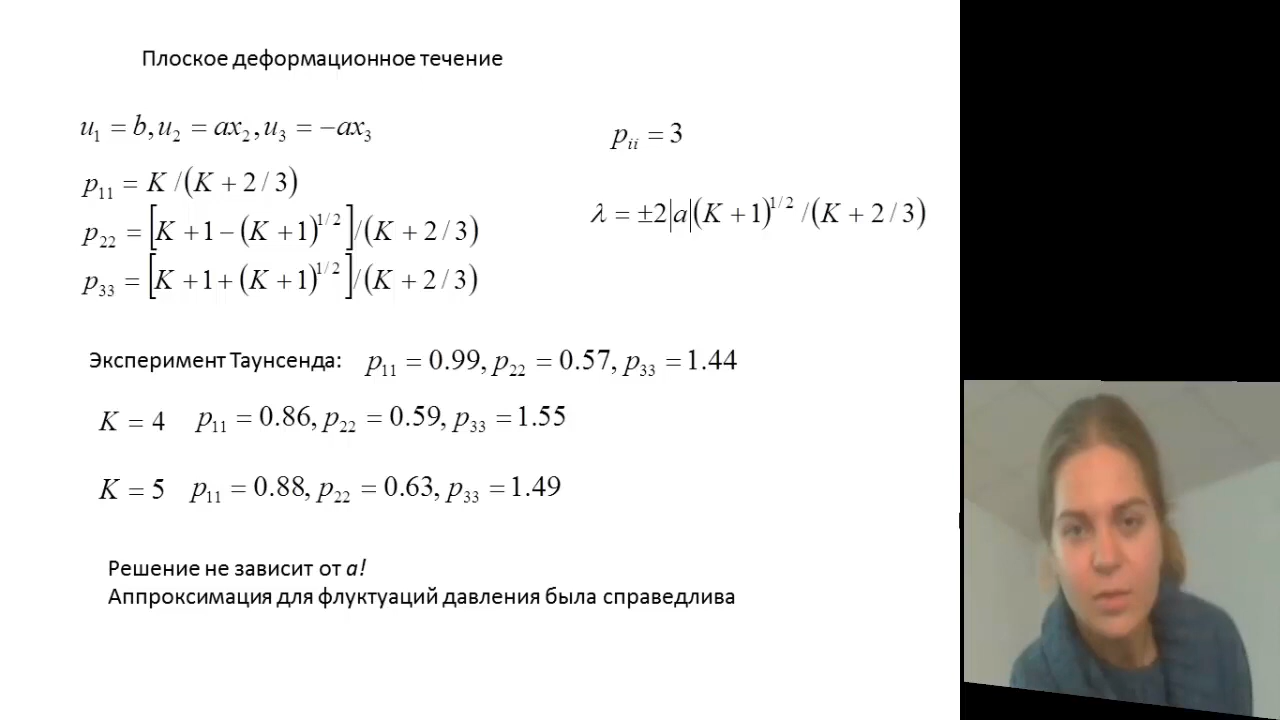 Плоское деформационное течение
u₁ = b, u₂ = ax₂, u₃ = −ax₃
p₁₁ = K /(K + 2 / 3)
p₂₂ = [K + 1 − (K + 1)^{1/2}]/(K + 2 / 3)
p₃₃ = [K + 1 + (K + 1)^{1/2}]/(K + 2 / 3)
p_{ii} = 3
λ = ±2|a|(K + 1)^{1/2} /(K + 2 / 3)
Эксперимент Таунсенда: p₁₁ = 0.99, p₂₂ = 0.57, p₃₃ = 1.44
K = 4 p₁₁ = 0.86, p₂₂ = 0.59, p₃₃ = 1.55
K = 5 p₁₁ = 0.88, p₂₂ = 0.63, p₃₃ = 1.49
Решение не зависит от a!
Аппроксимация для флуктуаций давления была справедлива